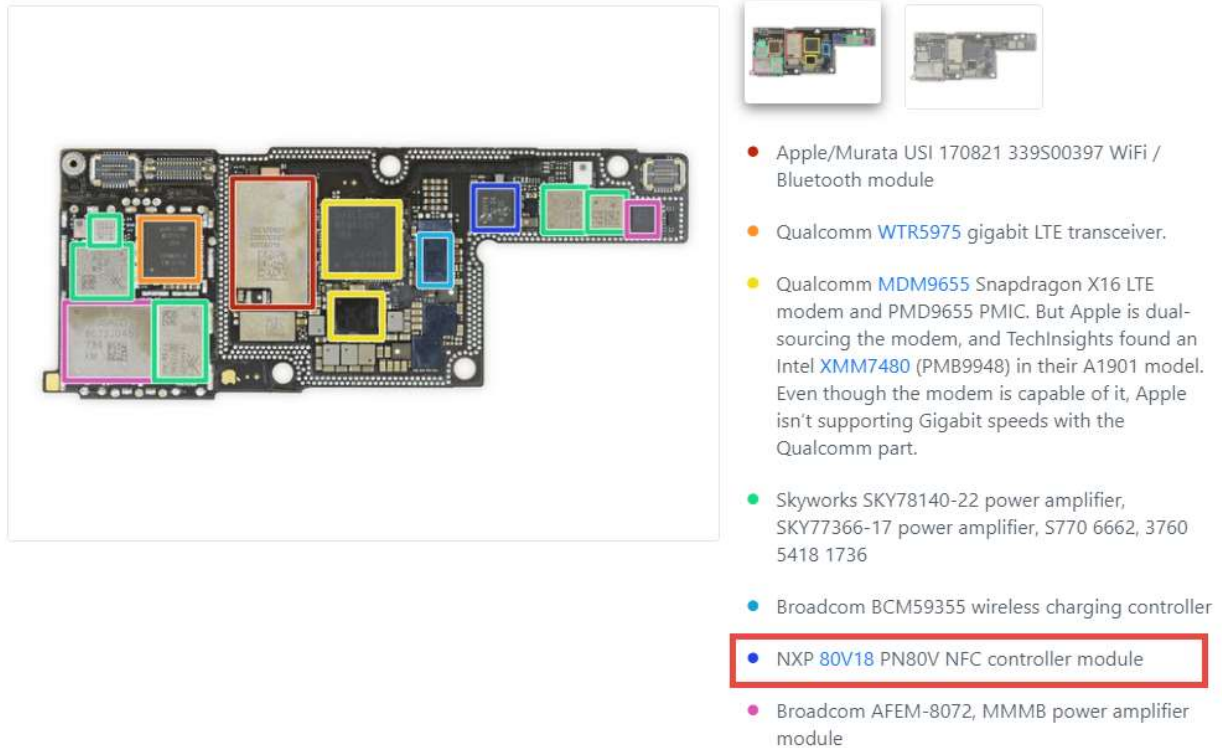 Apple/Murata USI 170821 339S00397 WiFi /
Bluetooth module
Qualcomm WTR5975 gigabit LTE transceiver.
Qualcomm MDM9655 Snapdragon X16 LTE
modem and PMD9655 PMIC. But Apple is dual-
sourcing the modem, and TechInsights found an
Intel XMM7480 (PMB9948) in their A1901 model.
Even though the modem is capable of it, Apple
isn't supporting Gigabit speeds with the
Qualcomm part.
Skyworks SKY78140-22 power amplifier,
SKY77366-17 power amplifier, S770 6662, 3760
5418 1736
Broadcom BCM59355 wireless charging controller
NXP 80V18 PN80V NFC controller module
Broadcom AFEM-8072, MMMB power amplifier
module